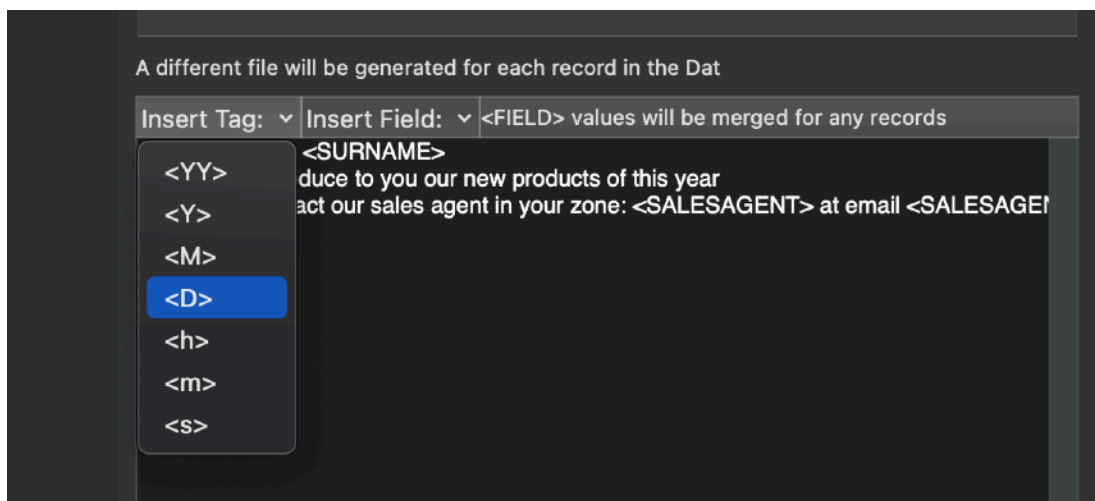 A different file will be generated for each record in the Dat
Insert Tag: Insert Field: <FIELD> values will be merged for any records
<SURNAME>
duce to you our new products of this year
act our sales agent in your zone: <SALESAGENT> at email <SALESAGEN
<YY>
<Y>
<M>
<D>
<h>
<m>
<s>